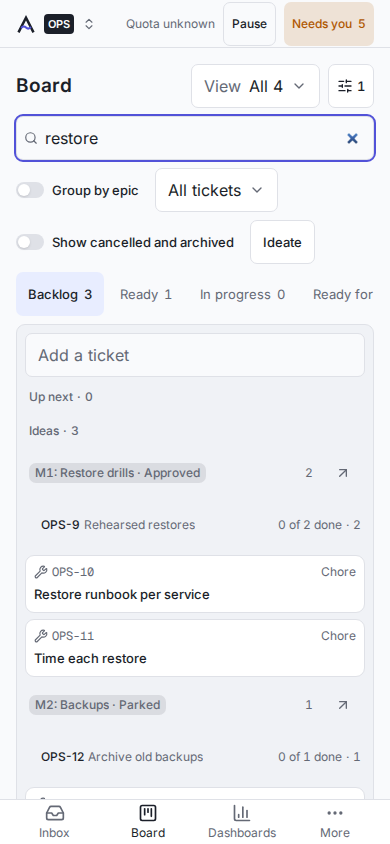 OPS
Quota unknown
Pause
Needs you 5
Board
View All 4
1
restore
Group by epic
All tickets
Show cancelled and archived
Ideate
Backlog 3
Ready 1
In progress 0
Ready for
Add a ticket
Up next · 0
Ideas · 3
M1: Restore drills · Approved
2
OPS-9 Rehearsed restores
0 of 2 done · 2
OPS-10
Chore
Restore runbook per service
OPS-11
Chore
Time each restore
M2: Backups · Parked
1
OPS-12 Archive old backups
0 of 1 done · 1
Inbox
Board
Dashboards
More